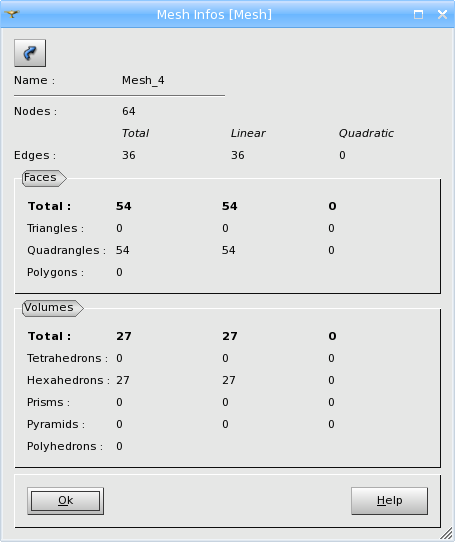 Mesh Infos [Mesh]
Name : Mesh_4
Nodes : 64
Total Linear Quadratic
Edges : 36 36 0
Faces
Total : 54 54 0
Triangles : 0 0 0
Quadrangles : 54 54 0
Polygons : 0
Volumes
Total : 27 27 0
Tetrahedrons : 0 0 0
Hexahedrons : 27 27 0
Prisms : 0 0 0
Pyramids : 0 0 0
Polyhedrons : 0
Ok Help